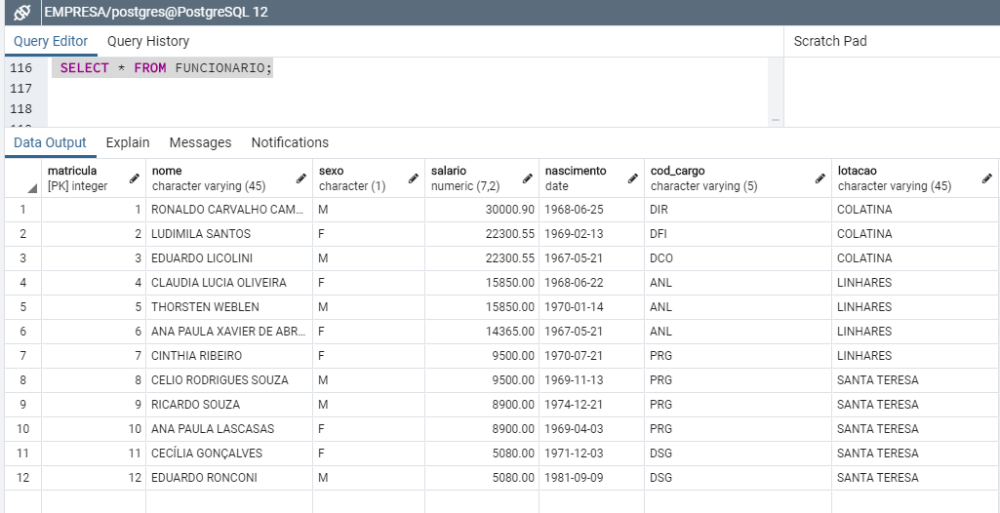 EMPRESA/postgres@PostgreSQL 12
Query Editor Query History Scratch Pad
116 SELECT * FROM FUNCIONARIO;
117
118
Data Output Explain Messages Notifications
matricula nome sexo salario nascimento cod_cargo lotacao
[PK] integer character varying (45) character (1) numeric (7,2) date character varying (5) character varying (45)
1 1 RONALDO CARVALHO CAM… M 30000.90 1968-06-25 DIR COLATINA
2 2 LUDIMILA SANTOS F 22300.55 1969-02-13 DFI COLATINA
3 3 EDUARDO LICOLINI M 22300.55 1967-05-21 DCO COLATINA
4 4 CLAUDIA LUCIA OLIVEIRA F 15850.00 1968-06-22 ANL LINHARES
5 5 THORSTEN WEBLEN M 15850.00 1970-01-14 ANL LINHARES
6 6 ANA PAULA XAVIER DE ABR… F 14365.00 1967-05-21 ANL LINHARES
7 7 CINTHIA RIBEIRO F 9500.00 1970-07-21 PRG LINHARES
8 8 CELIO RODRIGUES SOUZA M 9500.00 1969-11-13 PRG SANTA TERESA
9 9 RICARDO SOUZA M 8900.00 1974-12-21 PRG SANTA TERESA
10 10 ANA PAULA LASCASAS F 8900.00 1969-04-03 PRG SANTA TERESA
11 11 CECÍLIA GONÇALVES F 5080.00 1971-12-03 DSG SANTA TERESA
12 12 EDUARDO RONCONI M 5080.00 1981-09-09 DSG SANTA TERESA